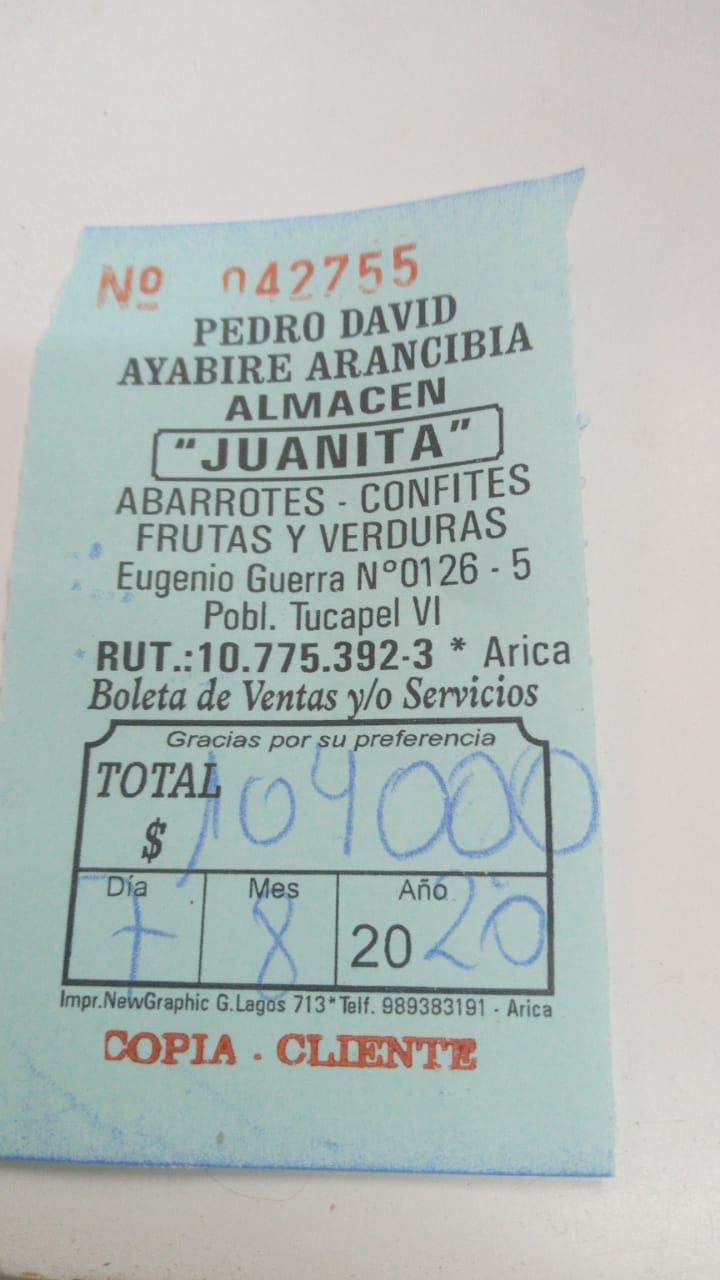 Nº 042755
PEDRO DAVID
AYABIRE ARANCIBIA
ALMACEN
"JUANITA"
ABARROTES - CONFITES
FRUTAS Y VERDURAS
Eugenio Guerra Nº0126 - 5
Pobl. Tucapel VI
RUT.:10.775.392-3 * Arica
Boleta de Ventas y/o Servicios
Gracias por su preferencia
TOTAL
$ 104000
Día Mes Año
7 8 2020
Impr.NewGraphic G.Lagos 713*Telf. 989383191 - Arica
COPIA . CLIENTE